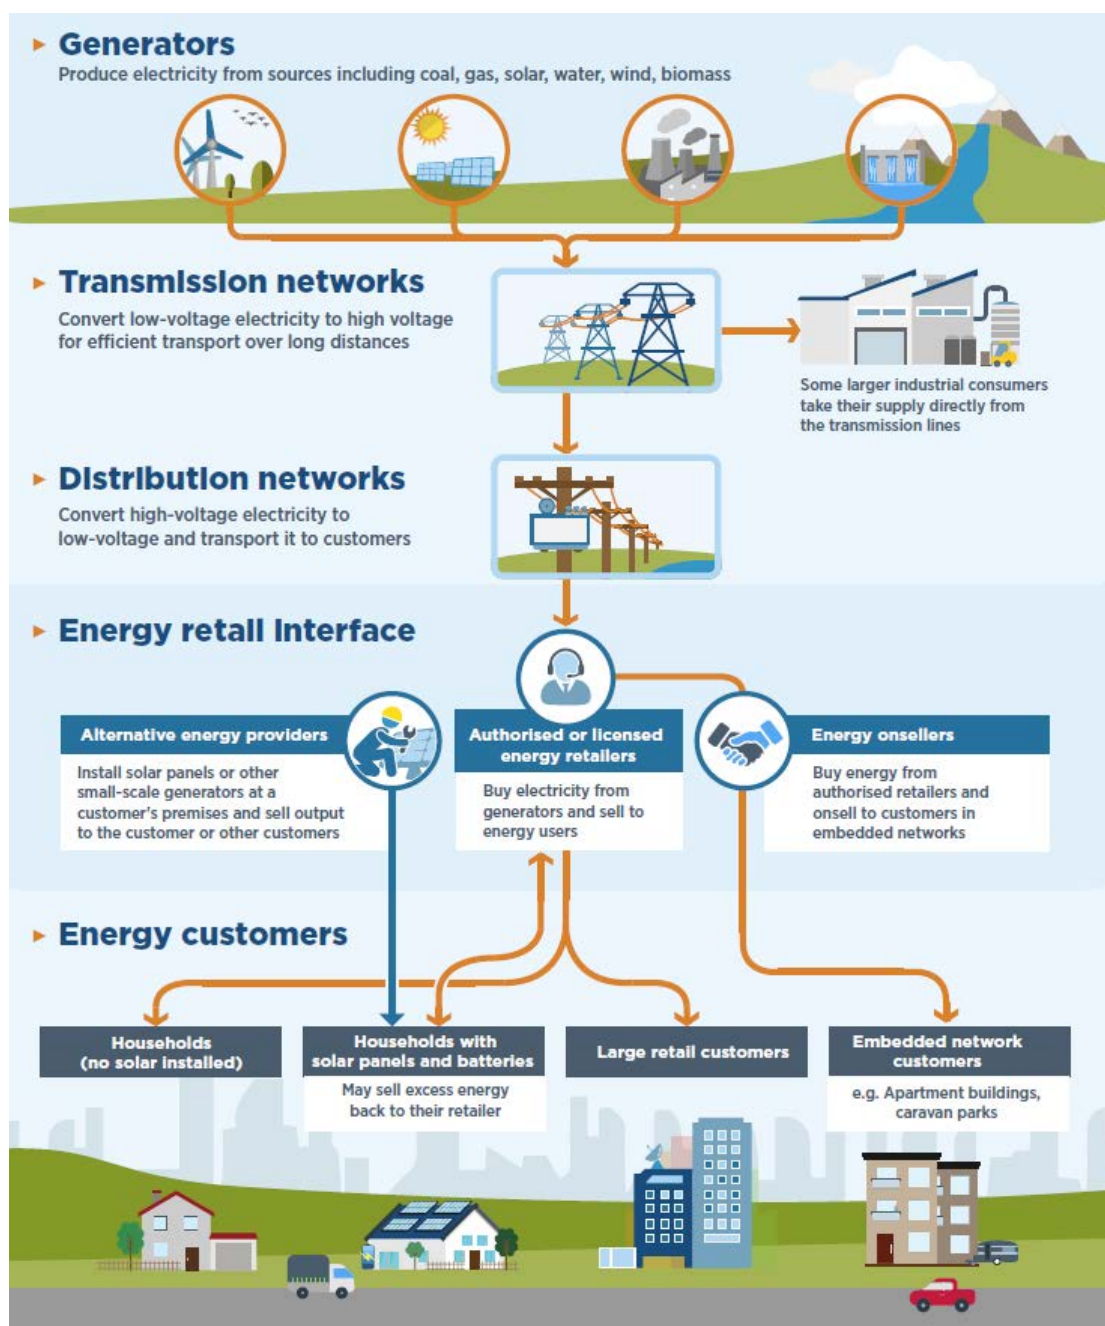 Generators
Produce electricity from sources including coal, gas, solar, water, wind, biomass
Transmission networks
Convert low-voltage electricity to high voltage
for efficient transport over long distances
Some larger industrial consumers
take their supply directly from
the transmission lines
Distribution networks
Convert high-voltage electricity to
low-voltage and transport it to customers
Energy retail interface
Alternative energy providers
Install solar panels or other
small-scale generators at a
customer's premises and sell output
to the customer or other customers
Authorised or licensed
energy retailers
Buy electricity from
generators and sell to
energy users
Energy onsellers
Buy energy from
authorised retailers and
onsell to customers in
embedded networks
Energy customers
Households
(no solar installed)
Households with
solar panels and batteries
May sell excess energy
back to their retailer
Large retail customers
Embedded network
customers
e.g. Apartment buildings,
caravan parks